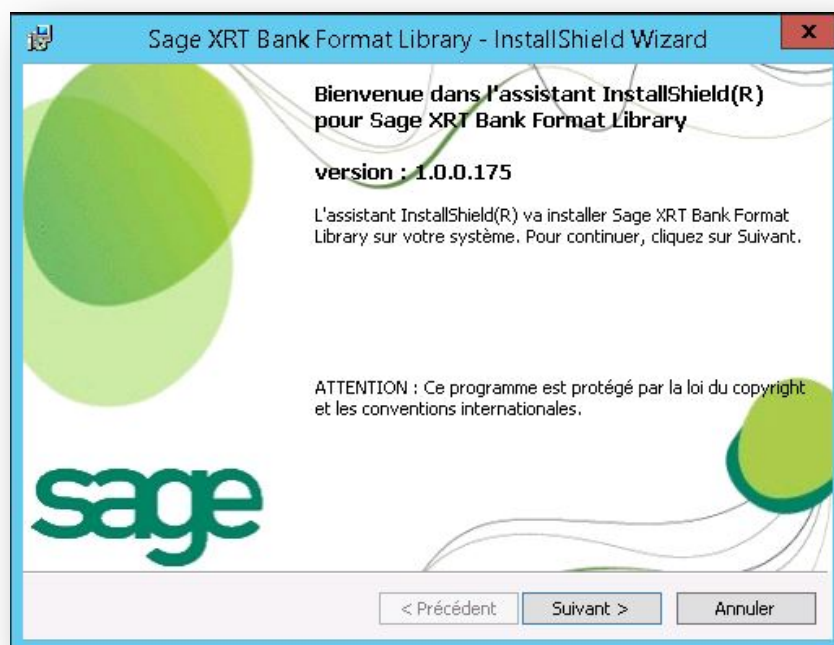 Sage XRT Bank Format Library - InstallShield Wizard
x
Bienvenue dans l'assistant InstallShield(R)
pour Sage XRT Bank Format Library
version : 1.0.0.175
L'assistant InstallShield(R) va installer Sage XRT Bank Format
Library sur votre système. Pour continuer, cliquez sur Suivant.
ATTENTION : Ce programme est protégé par la loi du copyright
et les conventions internationales.
sage
< Précédent
Suivant >
Annuler